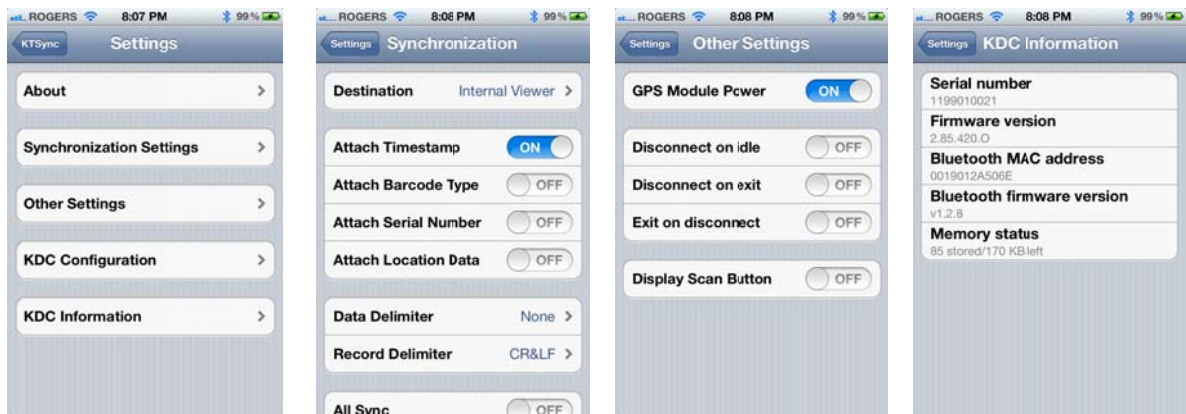 ROGERS 8:07 PM 99%
KTSync Settings
About
Synchronization Settings
Other Settings
KDC Configuration
KDC Information
ROGERS 8:08 PM 99%
Settings Synchronization
Destination Internal Viewer
Attach Timestamp ON
Attach Barcode Type OFF
Attach Serial Number OFF
Attach Location Data OFF
Data Delimiter None
Record Delimiter CR&LF
All Sync OFF
ROGERS 8:08 PM 99%
Settings Other Settings
GPS Module Power ON
Disconnect on idle OFF
Disconnect on exit OFF
Exit on disconnect OFF
Display Scan Button OFF
ROGERS 8:08 PM 99%
Settings KDC Information
Serial number
1199010021
Firmware version
2.85.420.O
Bluetooth MAC address
0019012A506E
Bluetooth firmware version
v1.2.8
Memory status
85 stored/170 KB left